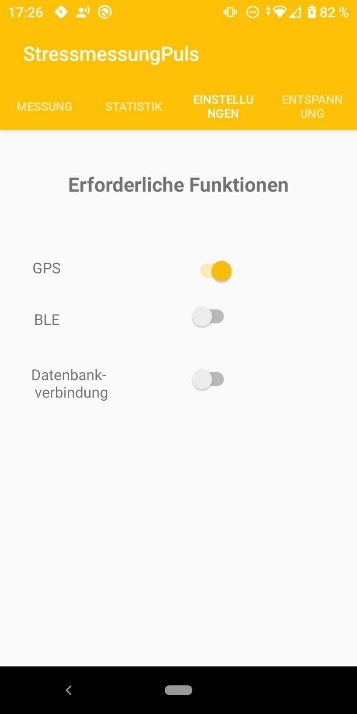 17:26 82 %
StressmessungPuls
MESSUNG STATISTIK EINSTELLU ENTSPANN
NGEN UNG
Erforderliche Funktionen
GPS
BLE
Datenbank-
verbindung